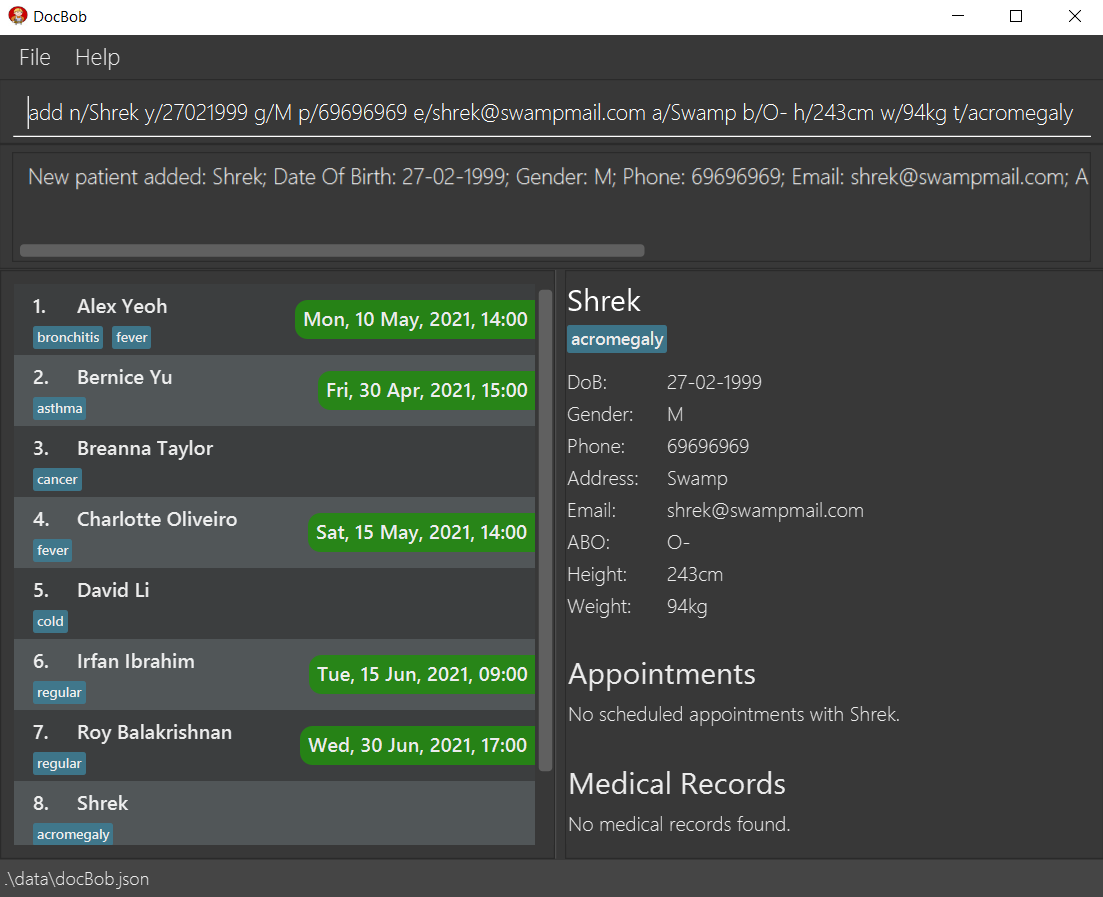 DocBob
File Help
add n/Shrek y/27021999 g/M p/69696969 e/shrek@swampmail.com a/Swamp b/O- h/243cm w/94kg t/acromegaly
New patient added: Shrek; Date Of Birth: 27-02-1999; Gender: M; Phone: 69696969; Email: shrek@swampmail.com; A
1. Alex Yeoh
Mon, 10 May, 2021, 14:00
bronchitis fever
2. Bernice Yu
Fri, 30 Apr, 2021, 15:00
asthma
3. Breanna Taylor
cancer
4. Charlotte Oliveiro
Sat, 15 May, 2021, 14:00
fever
5. David Li
cold
6. Irfan Ibrahim
Tue, 15 Jun, 2021, 09:00
regular
7. Roy Balakrishnan
Wed, 30 Jun, 2021, 17:00
regular
8. Shrek
acromegaly
Shrek
acromegaly
DoB: 27-02-1999
Gender: M
Phone: 69696969
Address: Swamp
Email: shrek@swampmail.com
ABO: O-
Height: 243cm
Weight: 94kg
Appointments
No scheduled appointments with Shrek.
Medical Records
No medical records found.
.\data\docBob.json